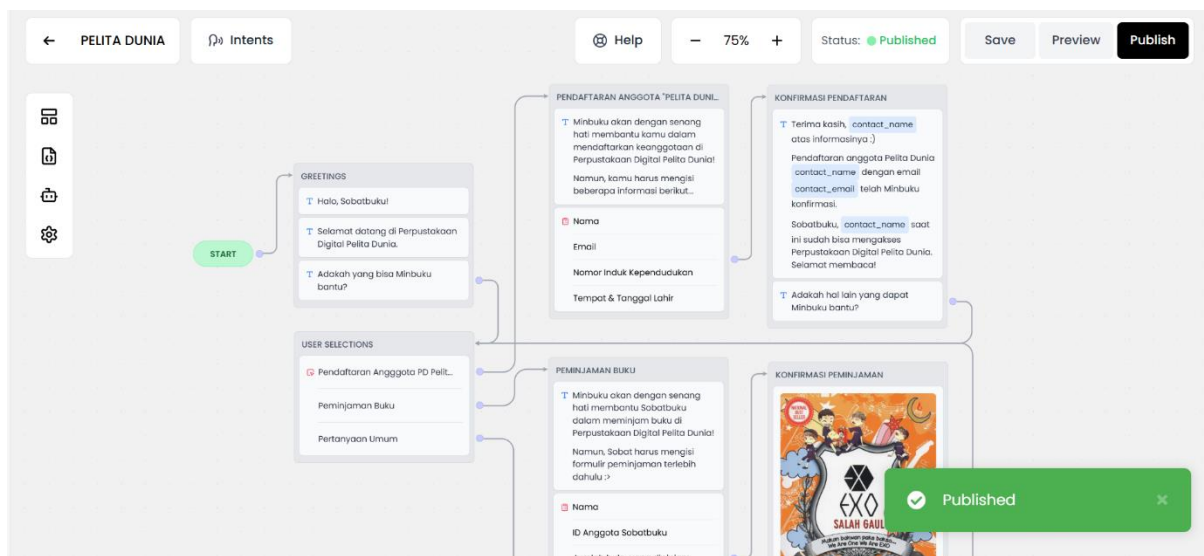 PELITA DUNIA
Intents
Help
75%
Status: Published
Save
Preview
Publish
START
GREETINGS
Halo, Sobatbuku!
Selamat datang di Perpustakaan
Digital Pelita Dunia.
Adakah yang bisa Minbuku
bantu?
USER SELECTIONS
Pendaftaran Angggota PD Pelit...
Peminjaman Buku
Pertanyaan Umum
PENDAFTARAN ANGGOTA "PELITA DUNI...
Minbuku akan dengan senang
hati membantu kamu dalam
mendaftarkan keanggotaan di
Perpustakaan Digital Pelita Dunia!
Namun, kamu harus mengisi
beberapa informasi berikut...
Nama
Email
Nomor Induk Kependudukan
Tempat & Tanggal Lahir
KONFIRMASI PENDAFTARAN
Terima kasih, contact_name
atas informasinya :)
Pendaftaran anggota Pelita Dunia
contact_name dengan email
contact_email telah Minbuku
konfirmasi.
Sobatbuku, contact_name saat
ini sudah bisa mengakses
Perpustakaan Digital Pelita Dunia.
Selamat membaca!
Adakah hal lain yang dapat
Minbuku bantu?
PEMINJAMAN BUKU
Minbuku akan dengan senang
hati membantu Sobatbuku
dalam meminjam buku di
Perpustakaan Digital Pelita Dunia!
Namun, Sobat harus mengisi
formulir peminjaman terlebih
dahulu :>
Nama
ID Anggota Sobatbuku
KONFIRMASI PEMINJAMAN
EXO
SALAH GAUL
We Are One We Are EXO
Published